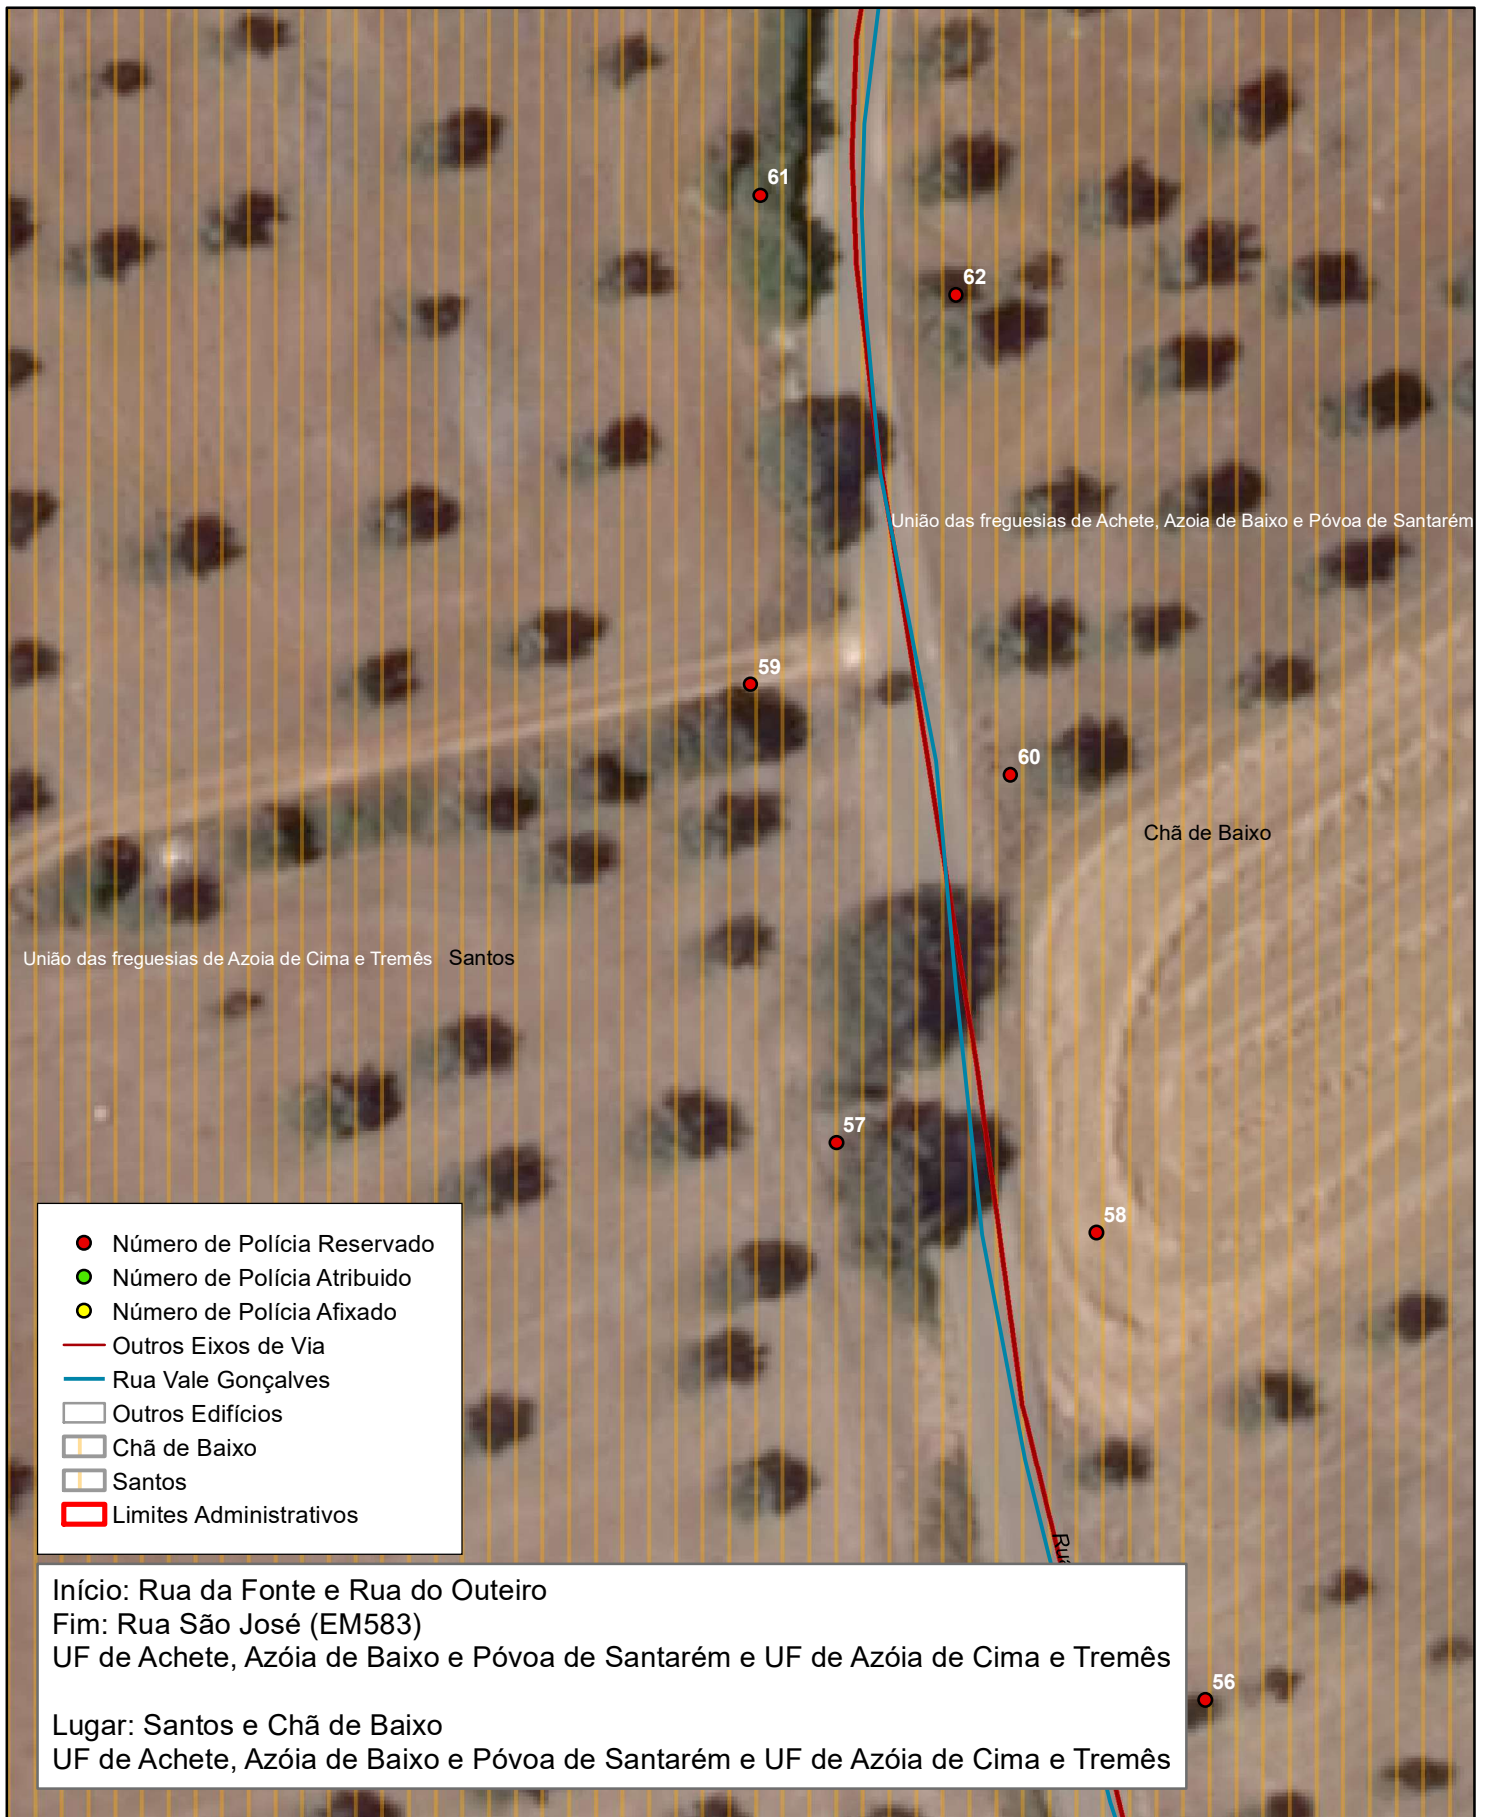 61
62
União das freguesias de Achete, Azoia de Baixo e Póvoa de Santarém
59
60
Chã de Baixo
União das freguesias de Azoia de Cima e Tremês
Santos
57
58
Número de Polícia Reservado
Número de Polícia Atribuido
Número de Polícia Afixado
Outros Eixos de Via
Rua Vale Gonçalves
Outros Edifícios
Chã de Baixo
Santos
Limites Administrativos
Início: Rua da Fonte e Rua do Outeiro
Fim: Rua São José (EM583)
UF de Achete, Azóia de Baixo e Póvoa de Santarém e UF de Azóia de Cima e Tremês
Lugar: Santos e Chã de Baixo
UF de Achete, Azóia de Baixo e Póvoa de Santarém e UF de Azóia de Cima e Tremês
56